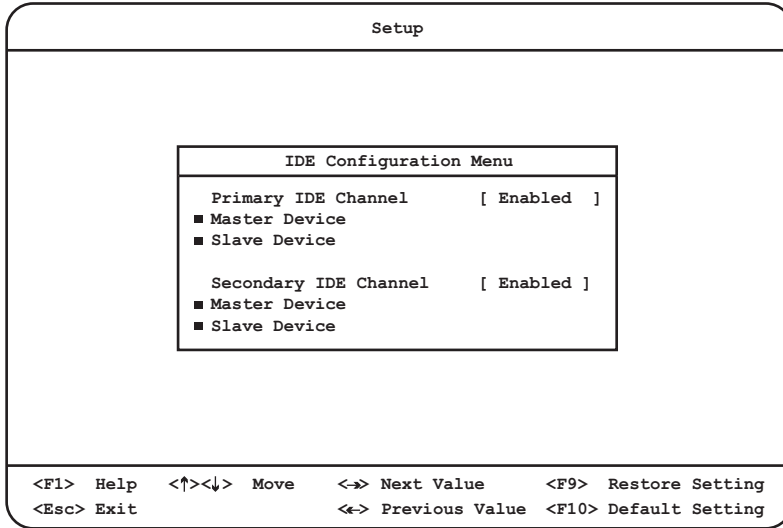 Setup
IDE Configuration Menu
Primary IDE Channel [ Enabled ]
■ Master Device
■ Slave Device
Secondary IDE Channel [ Enabled ]
■ Master Device
■ Slave Device
<F1> Help <↑><↓> Move <→> Next Value <F9> Restore Setting
<Esc> Exit <←> Previous Value <F10> Default Setting